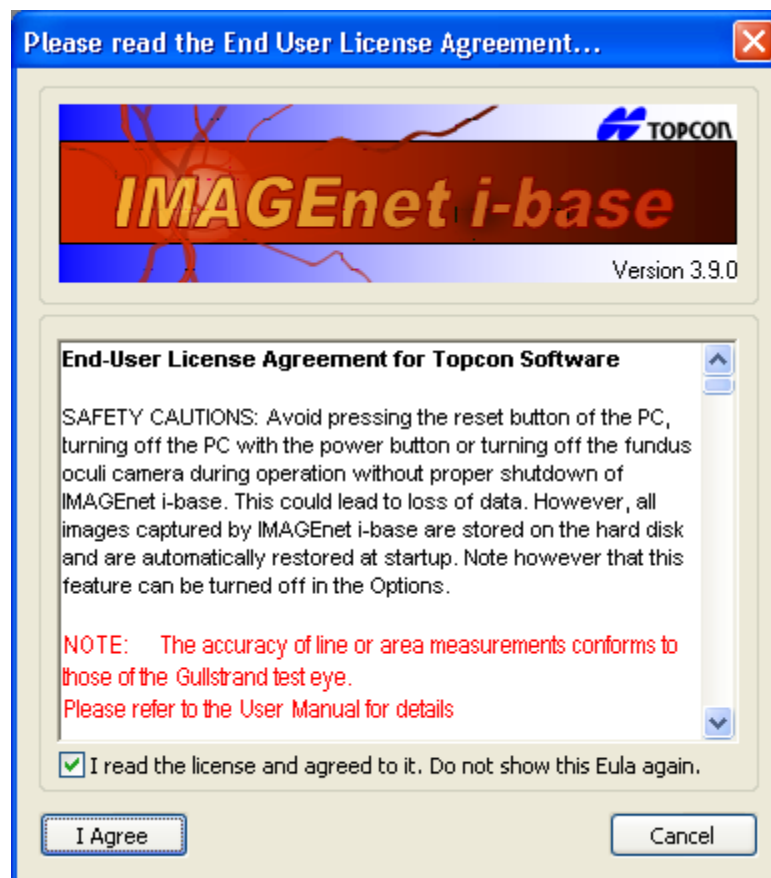 Please read the End User License Agreement...
TOPCON
IMAGEnet i-base
Version 3.9.0
End-User License Agreement for Topcon Software
SAFETY CAUTIONS: Avoid pressing the reset button of the PC,
turning off the PC with the power button or turning off the fundus
oculi camera during operation without proper shutdown of
IMAGEnet i-base. This could lead to loss of data. However, all
images captured by IMAGEnet i-base are stored on the hard disk
and are automatically restored at startup. Note however that this
feature can be turned off in the Options.
NOTE: The accuracy of line or area measurements conforms to
those of the Gullstrand test eye.
Please refer to the User Manual for details
I read the license and agreed to it. Do not show this Eula again.
I Agree
Cancel